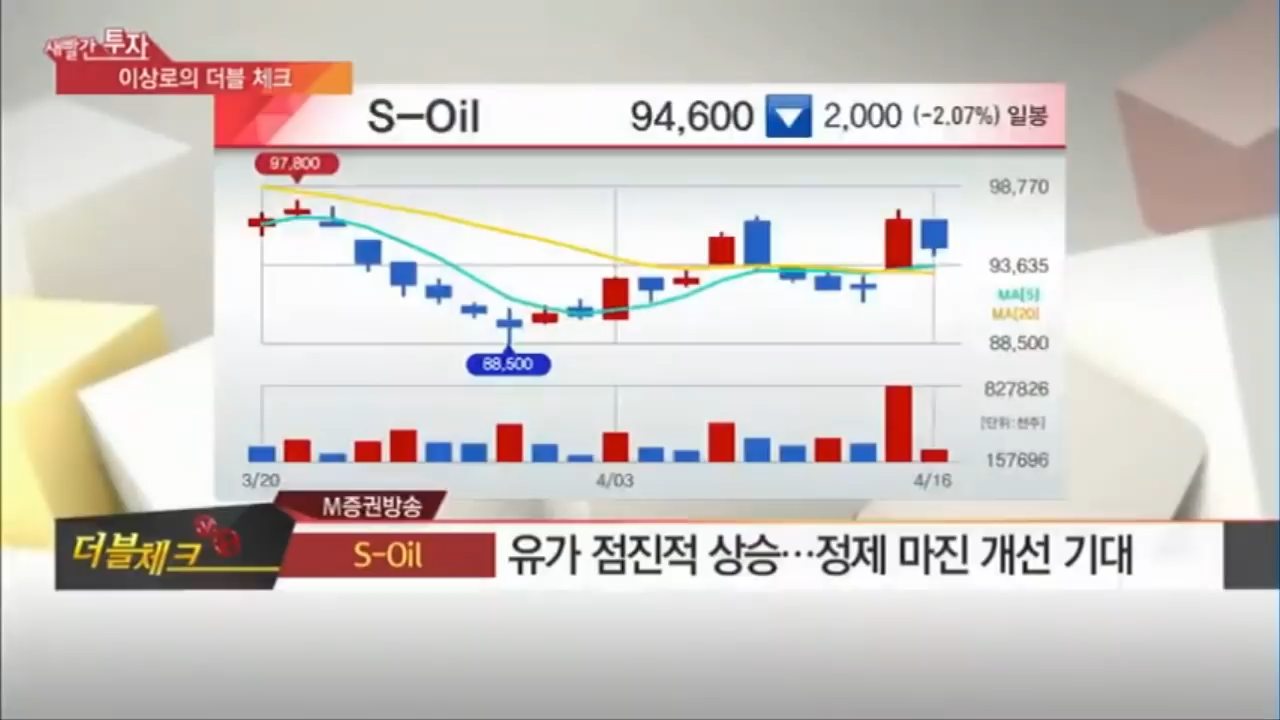 새빨간 투자
이상로의 더블 체크
S-Oil 94,600 ▼ 2,000 (-2.07%) 일봉
97,800
98,770
93,635
MA[5]
MA[20]
88,500
88,500
827826
[단위:천주]
157696
3/20 4/03 4/16
M증권방송
더블체크
S-Oil
유가 점진적 상승…정제 마진 개선 기대